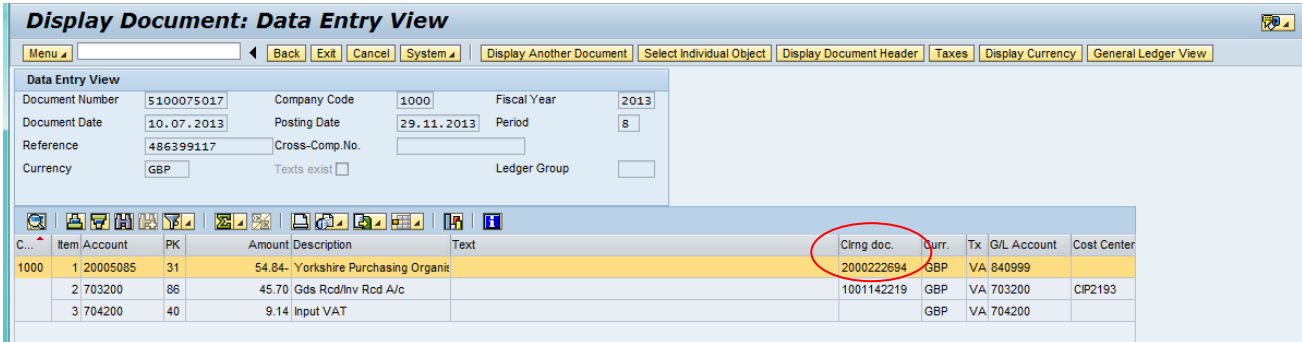 Display Document: Data Entry View
Menu Back Exit Cancel System Display Another Document Select Individual Object Display Document Header Taxes Display Currency General Ledger View
Data Entry View
Document Number 5100075017 Company Code 1000 Fiscal Year 2013
Document Date 10.07.2013 Posting Date 29.11.2013 Period 8
Reference 486399117 Cross-Comp.No.
Currency GBP Texts exist Ledger Group
C... Item Account PK Amount Description Text Clrng doc. Curr. Tx G/L Account Cost Center
1000 1 20005085 31 54.84- Yorkshire Purchasing Organis 2000222694 GBP VA 840999
2 703200 86 45.70 Gds Rcd/Inv Rcd A/c 1001142219 GBP VA 703200 CIP2193
3 704200 40 9.14 Input VAT GBP VA 704200